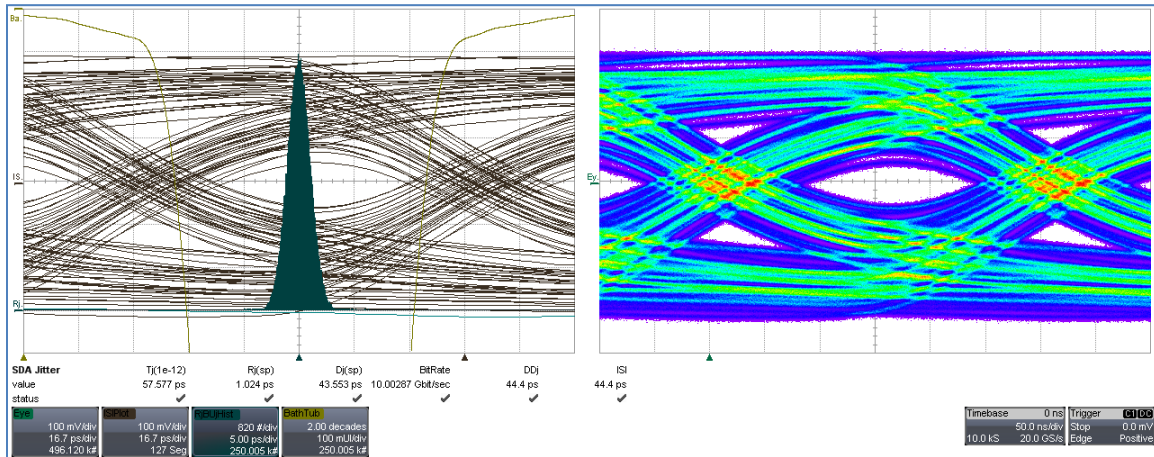 Ba.
IS.
Ey.
Rj.
SDA Jitter Tj(1e-12) Rj(sp) Dj(sp) BitRate DDj ISI
value 57.577 ps 1.024 ps 43.553 ps 10.00287 Gbit/sec 44.4 ps 44.4 ps
status
Eye ISIPlot RjBUjHist BathTub
100 mV/div 100 mV/div 820 #/div 2.00 decades
16.7 ps/div 16.7 ps/div 5.00 ps/div 100 mUI/div
496.120 k# 127 Seg 250.005 k# 250.005 k#
Timebase 0 ns Trigger C1 DC
50.0 ns/div Stop 0.0 mV
10.0 kS 20.0 GS/s Edge Positive